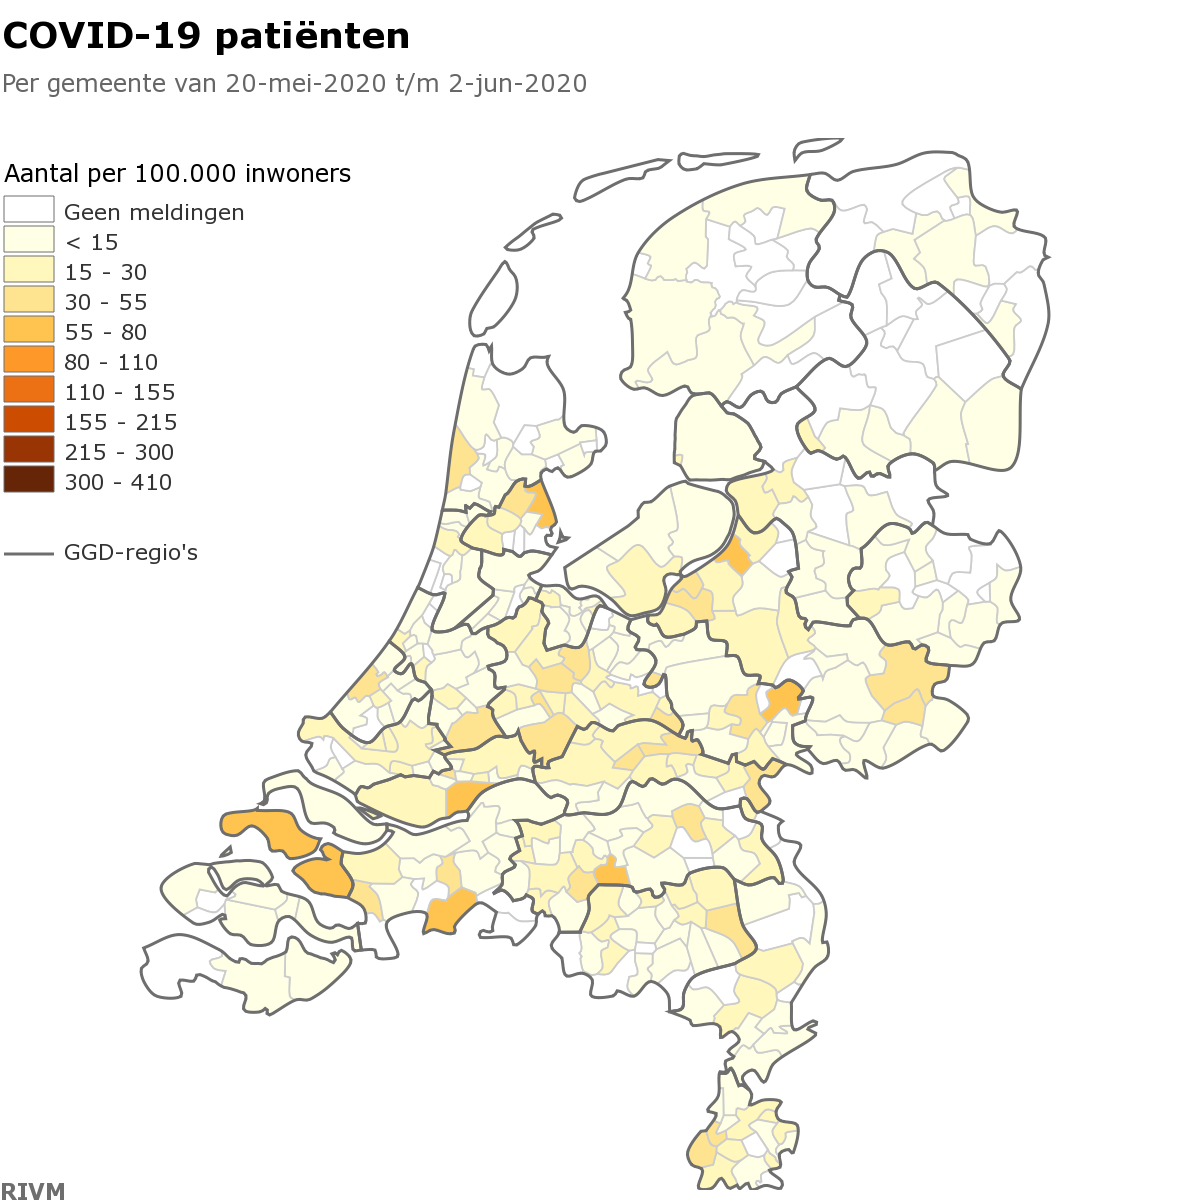 COVID-19 patiënten
Per gemeente van 20-mei-2020 t/m 2-jun-2020
Aantal per 100.000 inwoners
Geen meldingen
< 15
15 - 30
30 - 55
55 - 80
80 - 110
110 - 155
155 - 215
215 - 300
300 - 410
GGD-regio's
RIVM